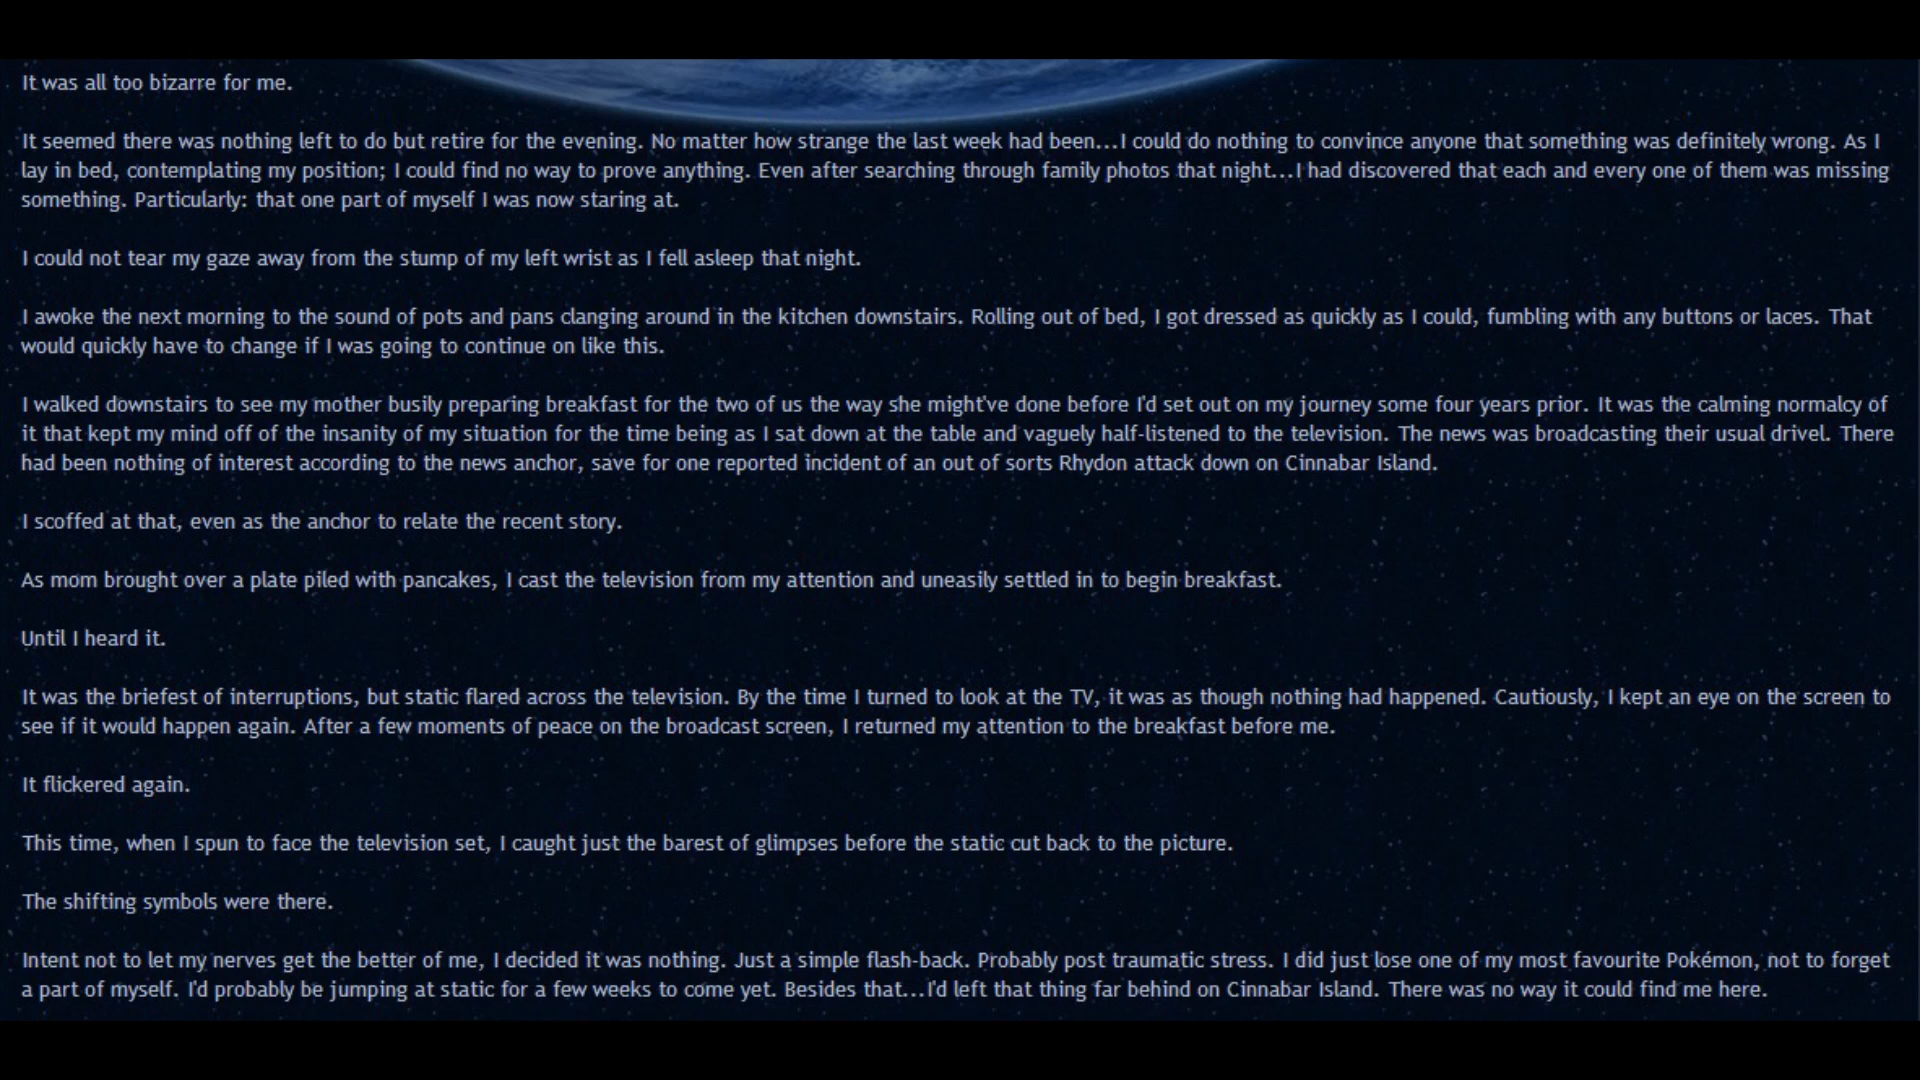 It was all too bizarre for me.
It seemed there was nothing left to do but retire for the evening. No matter how strange the last week had been...I could do nothing to convince anyone that something was definitely wrong. As I
lay in bed, contemplating my position; I could find no way to prove anything. Even after searching through family photos that night...I had discovered that each and every one of them was missing
something. Particularly: that one part of myself I was now staring at.
I could not tear my gaze away from the stump of my left wrist as I fell asleep that night.
I awoke the next morning to the sound of pots and pans clanging around in the kitchen downstairs. Rolling out of bed, I got dressed as quickly as I could, fumbling with any buttons or laces. That
would quickly have to change if I was going to continue on like this.
I walked downstairs to see my mother busily preparing breakfast for the two of us the way she might've done before I'd set out on my journey some four years prior. It was the calming normalcy of
it that kept my mind off of the insanity of my situation for the time being as I sat down at the table and vaguely half-listened to the television. The news was broadcasting their usual drivel. There
had been nothing of interest according to the news anchor, save for one reported incident of an out of sorts Rhydon attack down on Cinnabar Island.
I scoffed at that, even as the anchor to relate the recent story.
As mom brought over a plate piled with pancakes, I cast the television from my attention and uneasily settled in to begin breakfast.
Until I heard it.
It was the briefest of interruptions, but static flared across the television. By the time I turned to look at the TV, it was as though nothing had happened. Cautiously, I kept an eye on the screen to
see if it would happen again. After a few moments of peace on the broadcast screen, I returned my attention to the breakfast before me.
It flickered again.
This time, when I spun to face the television set, I caught just the barest of glimpses before the static cut back to the picture.
The shifting symbols were there.
Intent not to let my nerves get the better of me, I decided it was nothing. Just a simple flash-back. Probably post traumatic stress. I did just lose one of my most favourite Pokémon, not to forget
a part of myself. I'd probably be jumping at static for a few weeks to come yet. Besides that...I'd left that thing far behind on Cinnabar Island. There was no way it could find me here.